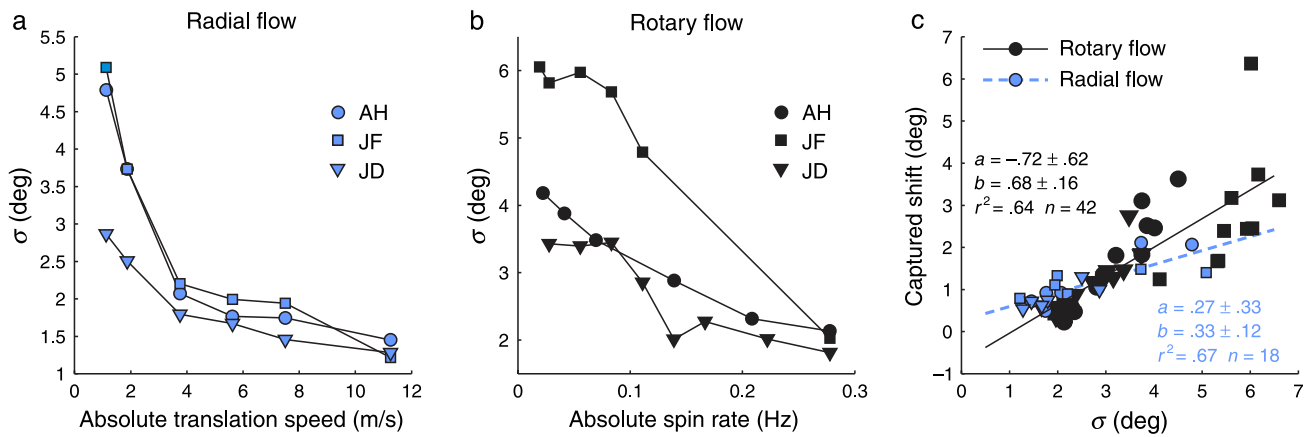 a Radial flow
5.5
5
4.5
4
3.5
3
2.5
2
1.5
1
σ (deg)
AH
JF
JD
0 2 4 6 8 10 12
Absolute translation speed (m/s)
b Rotary flow
6
5
4
3
2
σ (deg)
AH
JF
JD
0 0.1 0.2 0.3
Absolute spin rate (Hz)
c
7
6
5
4
3
2
1
0
−1
Captured shift (deg)
Rotary flow
Radial flow
a = −.72 ± .62
b = .68 ± .16
r² = .64 n = 42
a = .27 ± .33
b = .33 ± .12
r² = .67 n = 18
0 1 2 3 4 5 6 7
σ (deg)